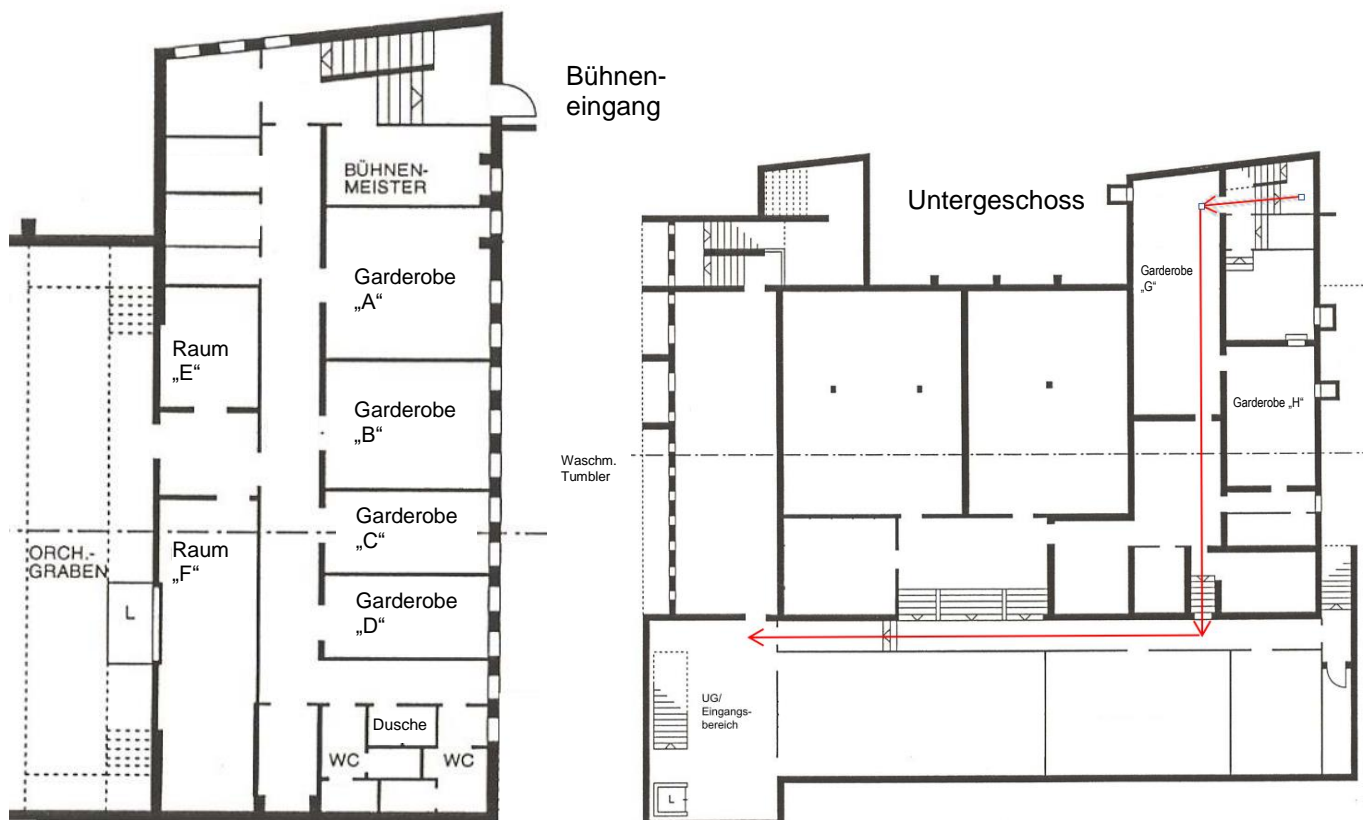 Bühnen-
eingang
BÜHNEN-
MEISTER
Garderobe
„A“
Raum
„E“
Garderobe
„B“
Garderobe
„C“
Raum
„F“
ORCH.-
GRABEN
L
Garderobe
„D“
Dusche
WC
WC
Untergeschoss
Garderobe
„G“
Garderobe „H“
Waschm.
Tumbler
UG/
Eingangs-
bereich
L